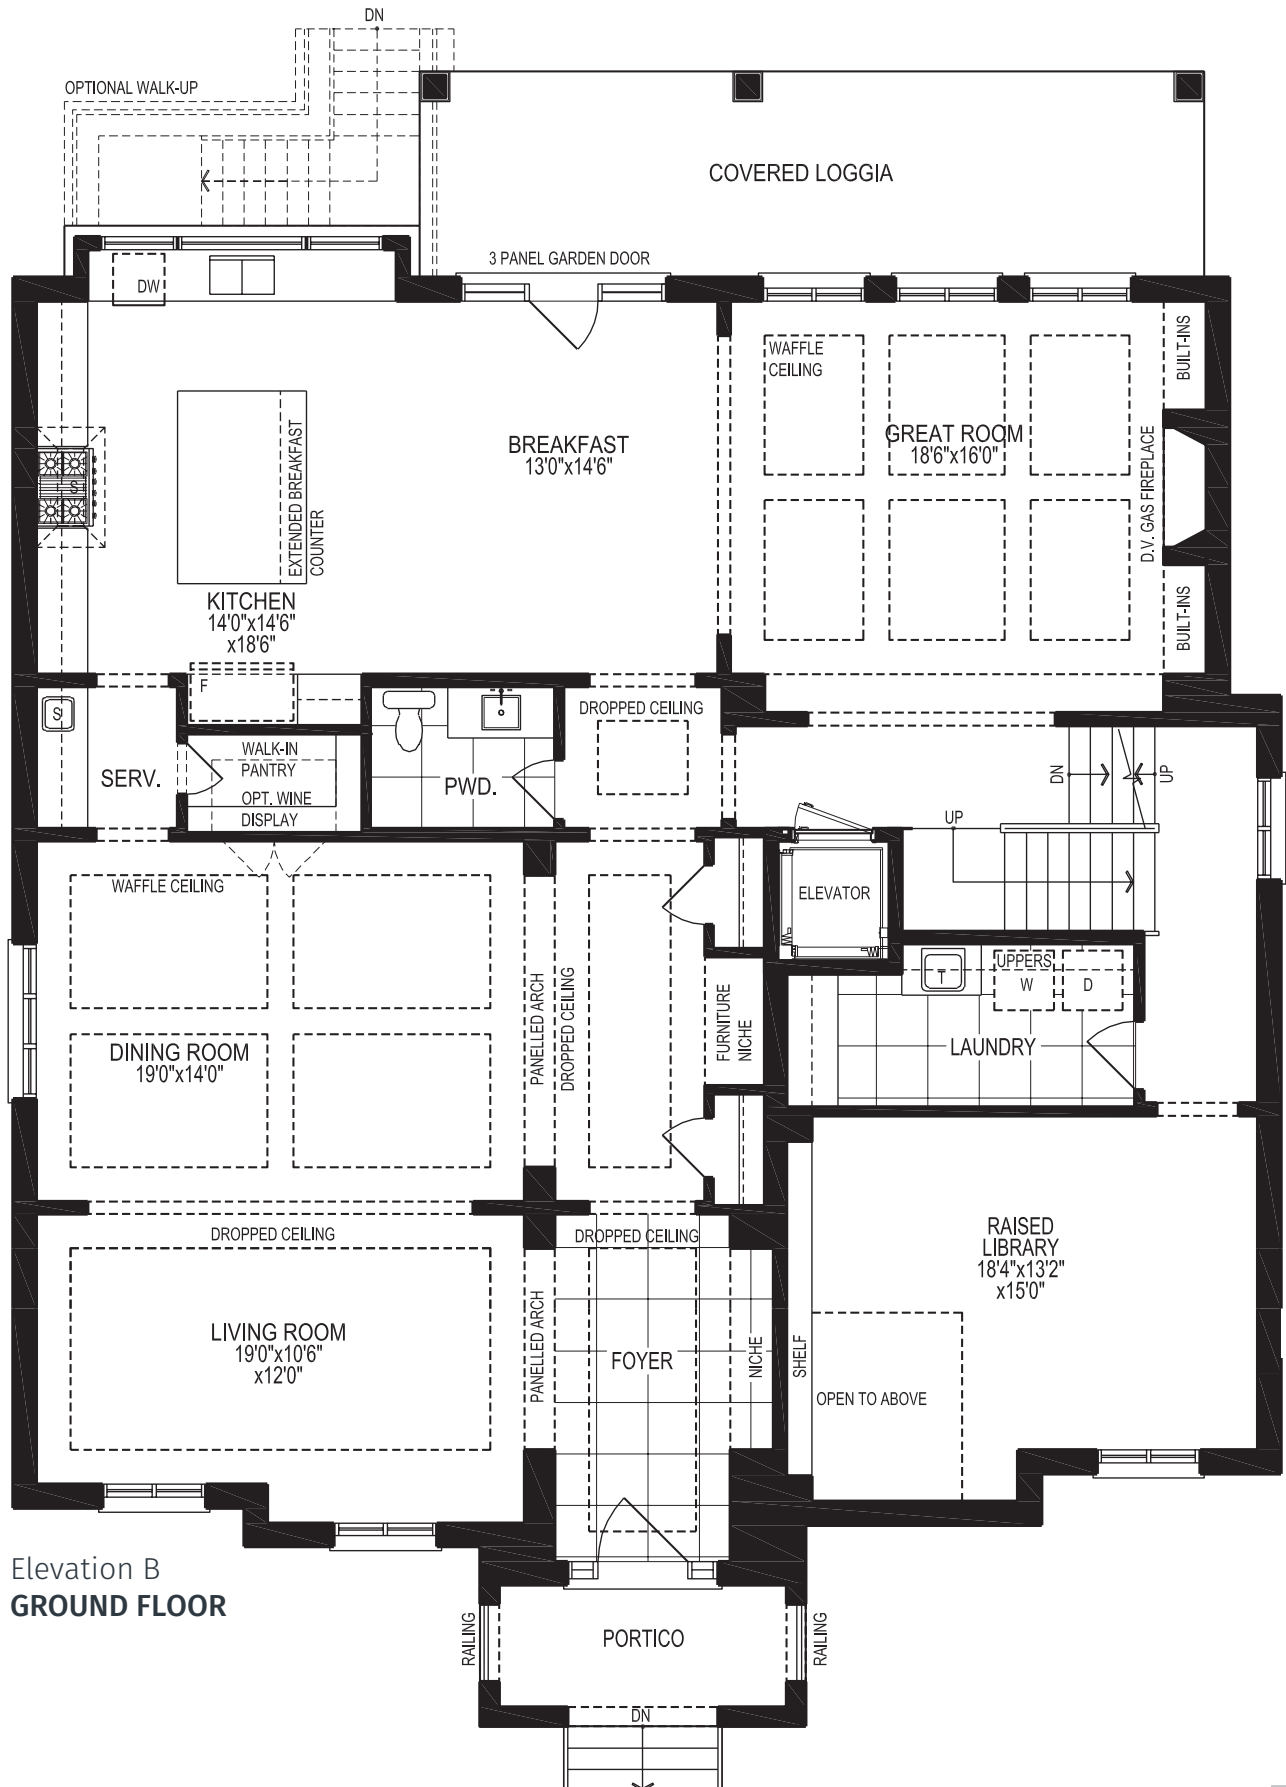 DN
OPTIONAL WALK-UP
COVERED LOGGIA
3 PANEL GARDEN DOOR
DW
WAFFLE
CEILING
BUILT-INS
GREAT ROOM
18'6"x16'0"
BREAKFAST
13'0"x14'6"
EXTENDED BREAKFAST
COUNTER
D.V. GAS FIREPLACE
S
KITCHEN
14'0"x14'6"
x18'6"
BUILT-INS
F
S
DROPPED CEILING
WALK-IN
PANTRY
SERV.
PWD.
OPT. WINE
DISPLAY
DN
UP
UP
WAFFLE CEILING
ELEVATOR
PANELLED ARCH
DROPPED CEILING
FURNITURE
NICHE
T
UPPERS
W
D
LAUNDRY
DINING ROOM
19'0"x14'0"
DROPPED CEILING
DROPPED CEILING
RAISED
LIBRARY
18'4"x13'2"
x15'0"
LIVING ROOM
19'0"x10'6"
x12'0"
PANELLED ARCH
FOYER
NICHE
SHELF
OPEN TO ABOVE
Elevation B
GROUND FLOOR
RAILING
PORTICO
RAILING
DN